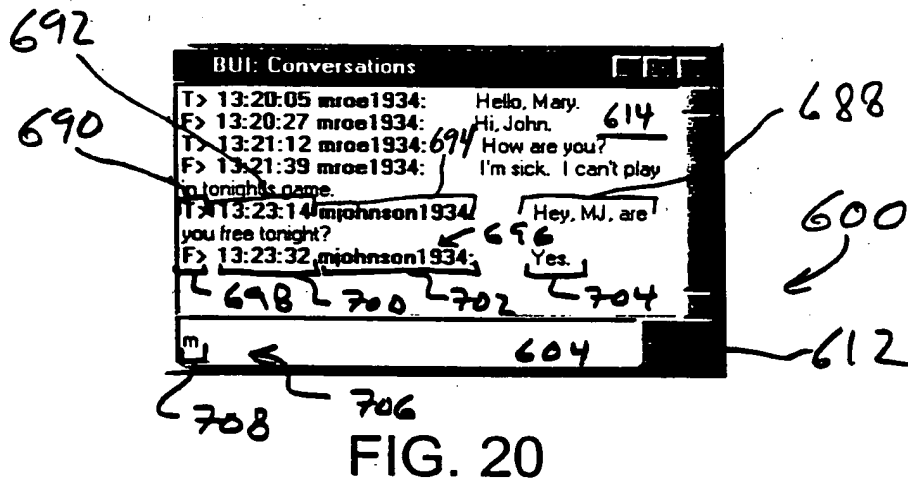 692
BUI: Conversations
T> 13:20:05 mroe1934: Hello, Mary.
688
690
F> 13:20:27 mroe1934: Hi, John. 614
T> 13:21:12 mroe1934: 694 How are you?
F> 13:21:39 mroe1934: I'm sick. I can't play
in tonight's game.
T> 13:23:14 mjohnson1934: Hey, MJ, are
600
you free tonight? 696
F> 13:23:32 mjohnson1934: Yes.
698 700 702 704
m 604 612
708 706
FIG. 20